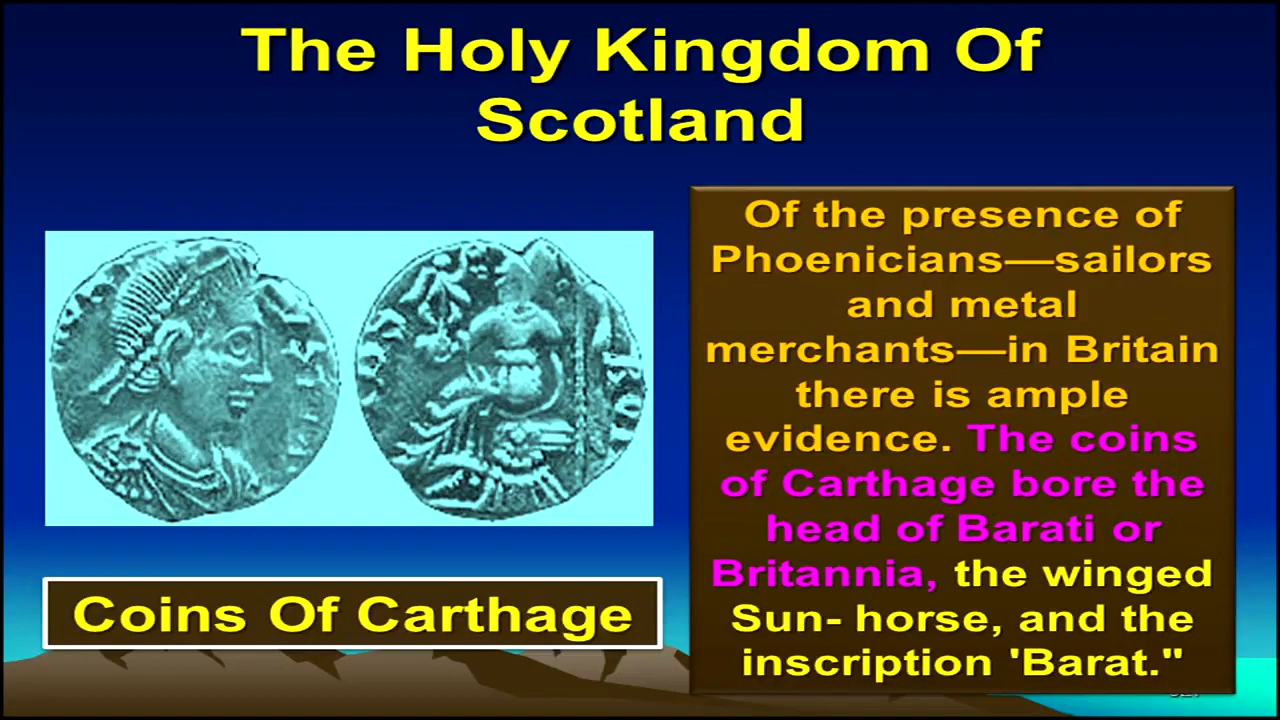 The Holy Kingdom Of
Scotland
Of the presence of
Phoenicians—sailors
and metal
merchants—in Britain
there is ample
evidence. The coins
of Carthage bore the
head of Barati or
Britannia, the winged
Sun- horse, and the
inscription 'Barat."
Coins Of Carthage